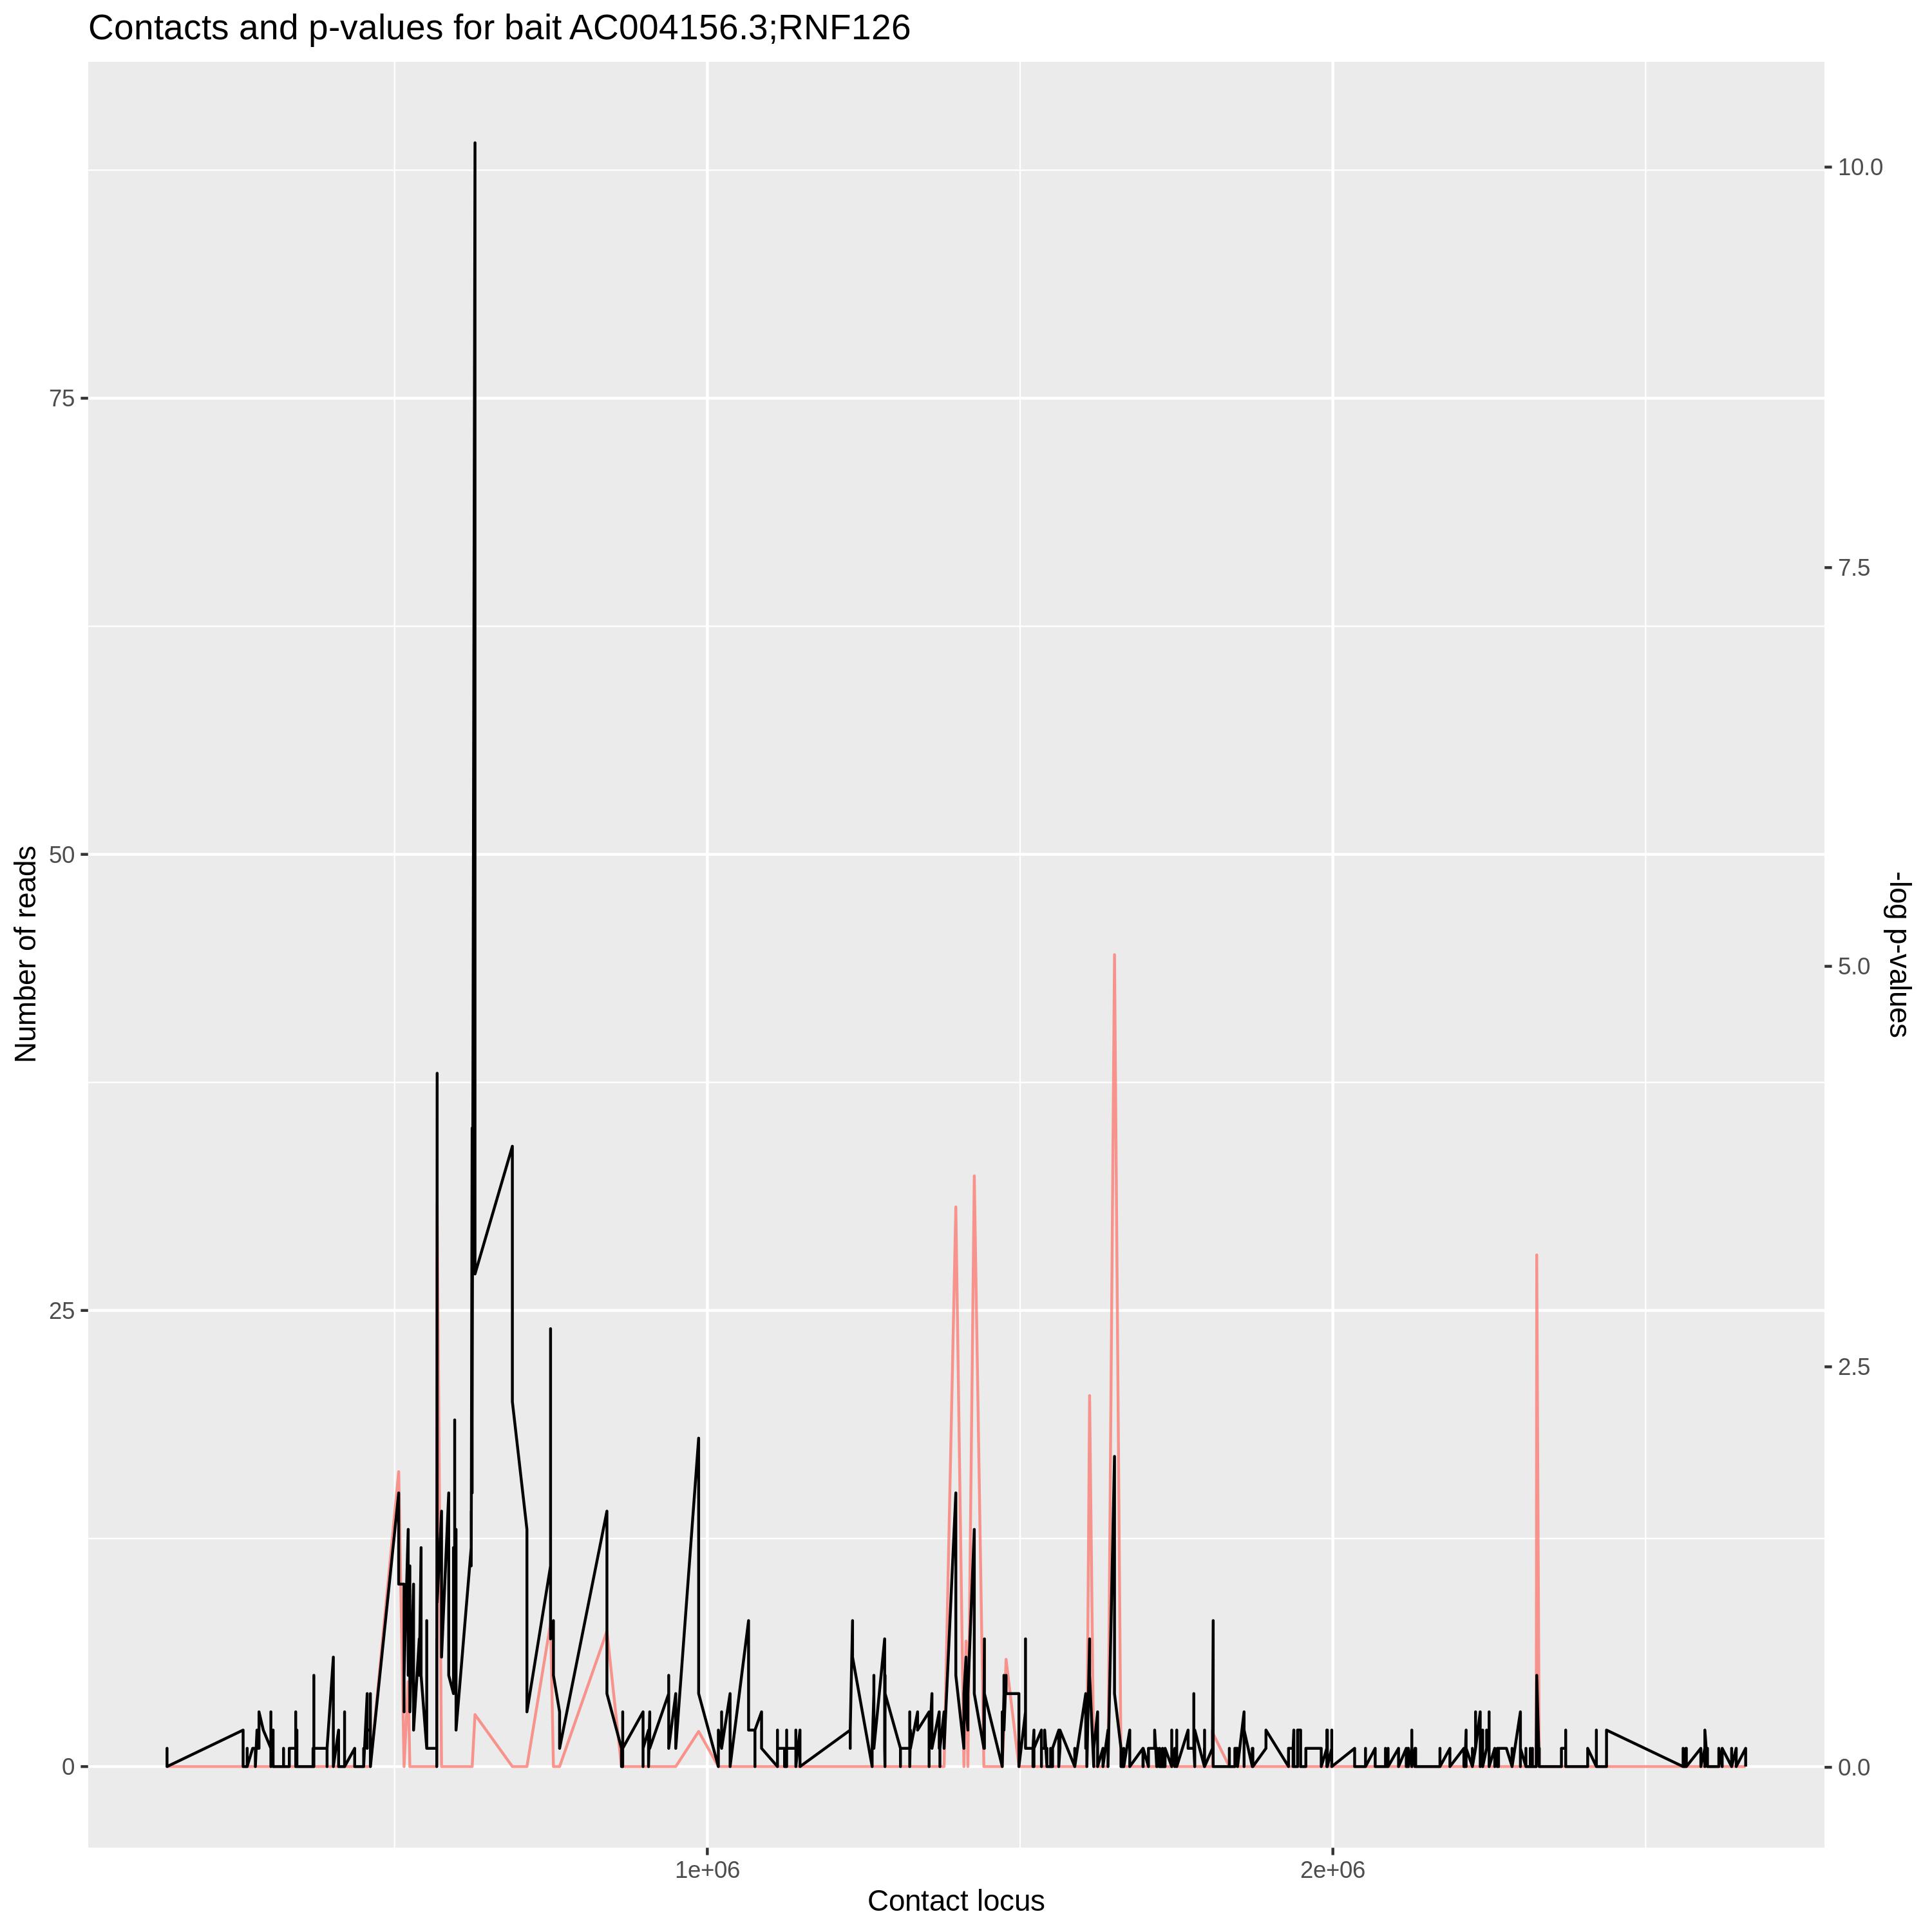 Contacts and p-values for bait AC004156.3;RNF126
Number of reads
75
50
25
0
10.0
7.5
5.0
2.5
0.0
-log p-values
1e+06
2e+06
Contact locus